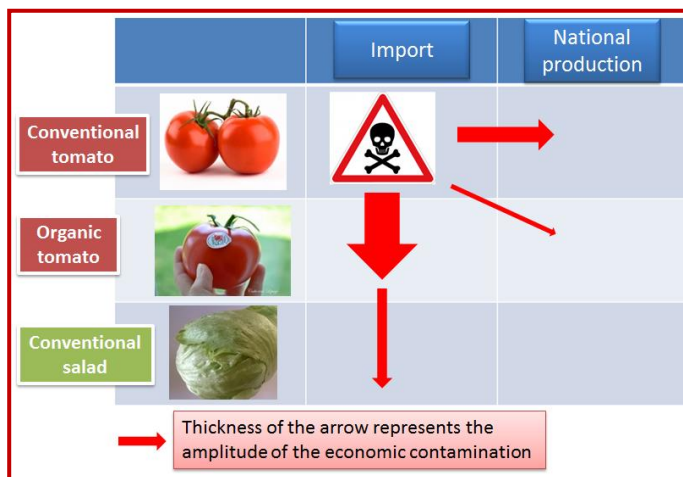 Import
National
production
Conventional
tomato
Organic
tomato
Conventional
salad
Thickness of the arrow represents the
amplitude of the economic contamination